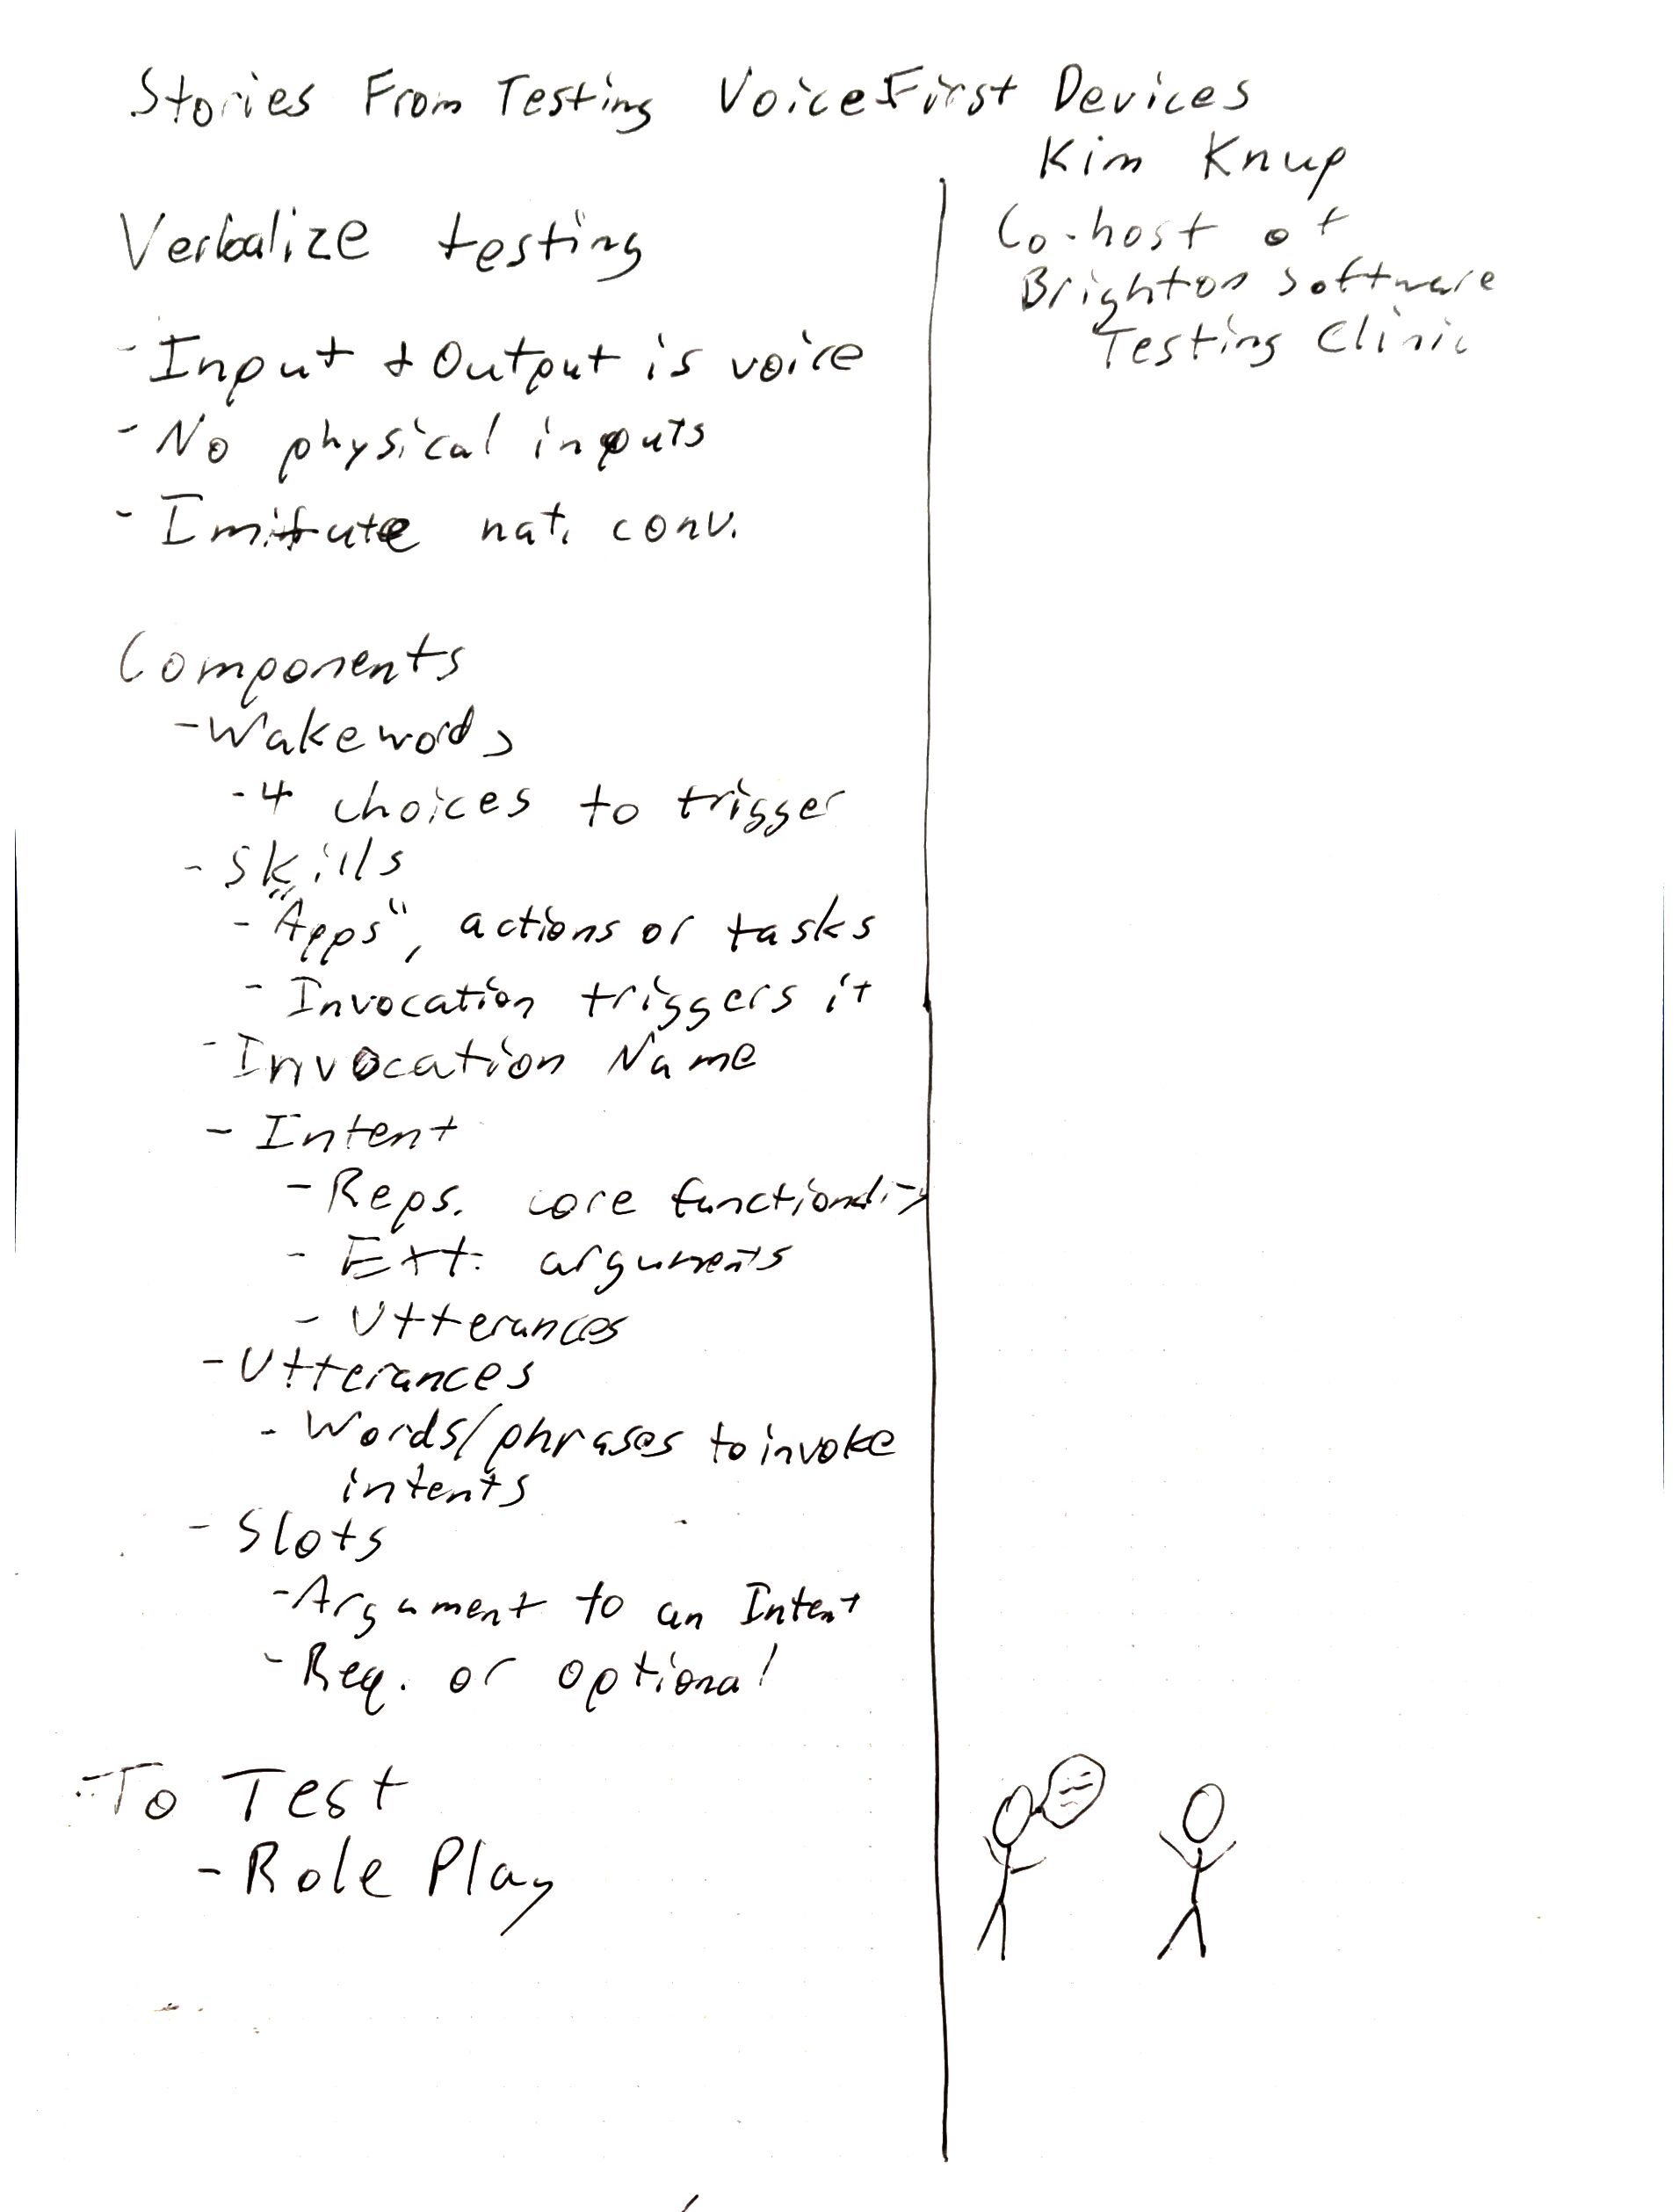 Stories From Testing VoiceFirst Devices
Kim Knup
Co-host of
Brighton Software
Testing Clinic
Verbalize testing
- Input & Output is voice
- No physical inputs
- Imitate nat. conv.
Components
- Wakewords
- 4 choices to trigger
- Skills
- "Apps", actions or tasks
- Invocation triggers it
- Invocation Name
- Intent
- Reps. core functionality
- Ext. arguments
- Utterances
- Utterances
- Words/phrases to invoke
intents
- Slots
- Argument to an Intent
- Req. or optional
- To Test
- Role Play